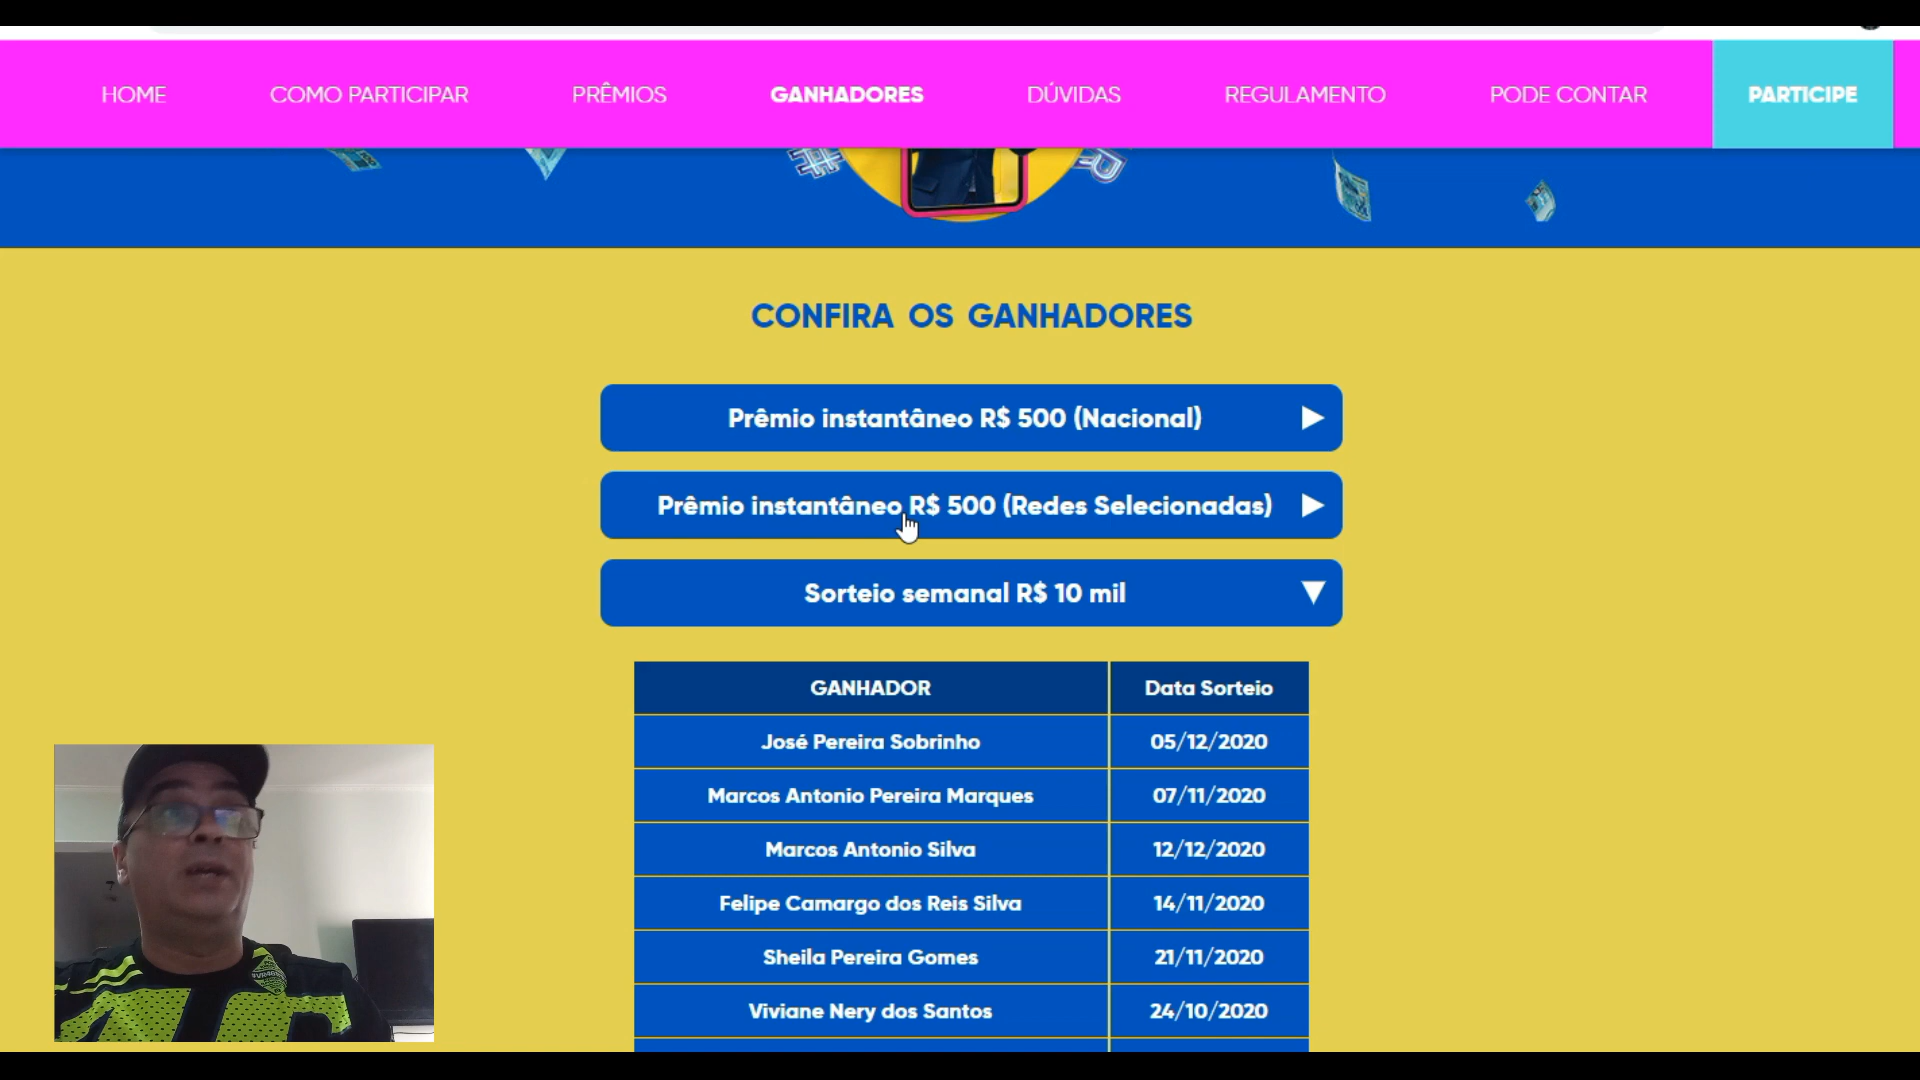 HOME COMO PARTICIPAR PRÊMIOS GANHADORES DÚVIDAS REGULAMENTO PODE CONTAR PARTICIPE
#
R
CONFIRA OS GANHADORES
Prêmio instantâneo R$ 500 (Nacional)
Prêmio instantâneo R$ 500 (Redes Selecionadas)
Sorteio semanal R$ 10 mil
GANHADOR Data Sorteio
José Pereira Sobrinho 05/12/2020
Marcos Antonio Pereira Marques 07/11/2020
Marcos Antonio Silva 12/12/2020
Felipe Camargo dos Reis Silva 14/11/2020
Sheila Pereira Gomes 21/11/2020
Viviane Nery dos Santos 24/10/2020